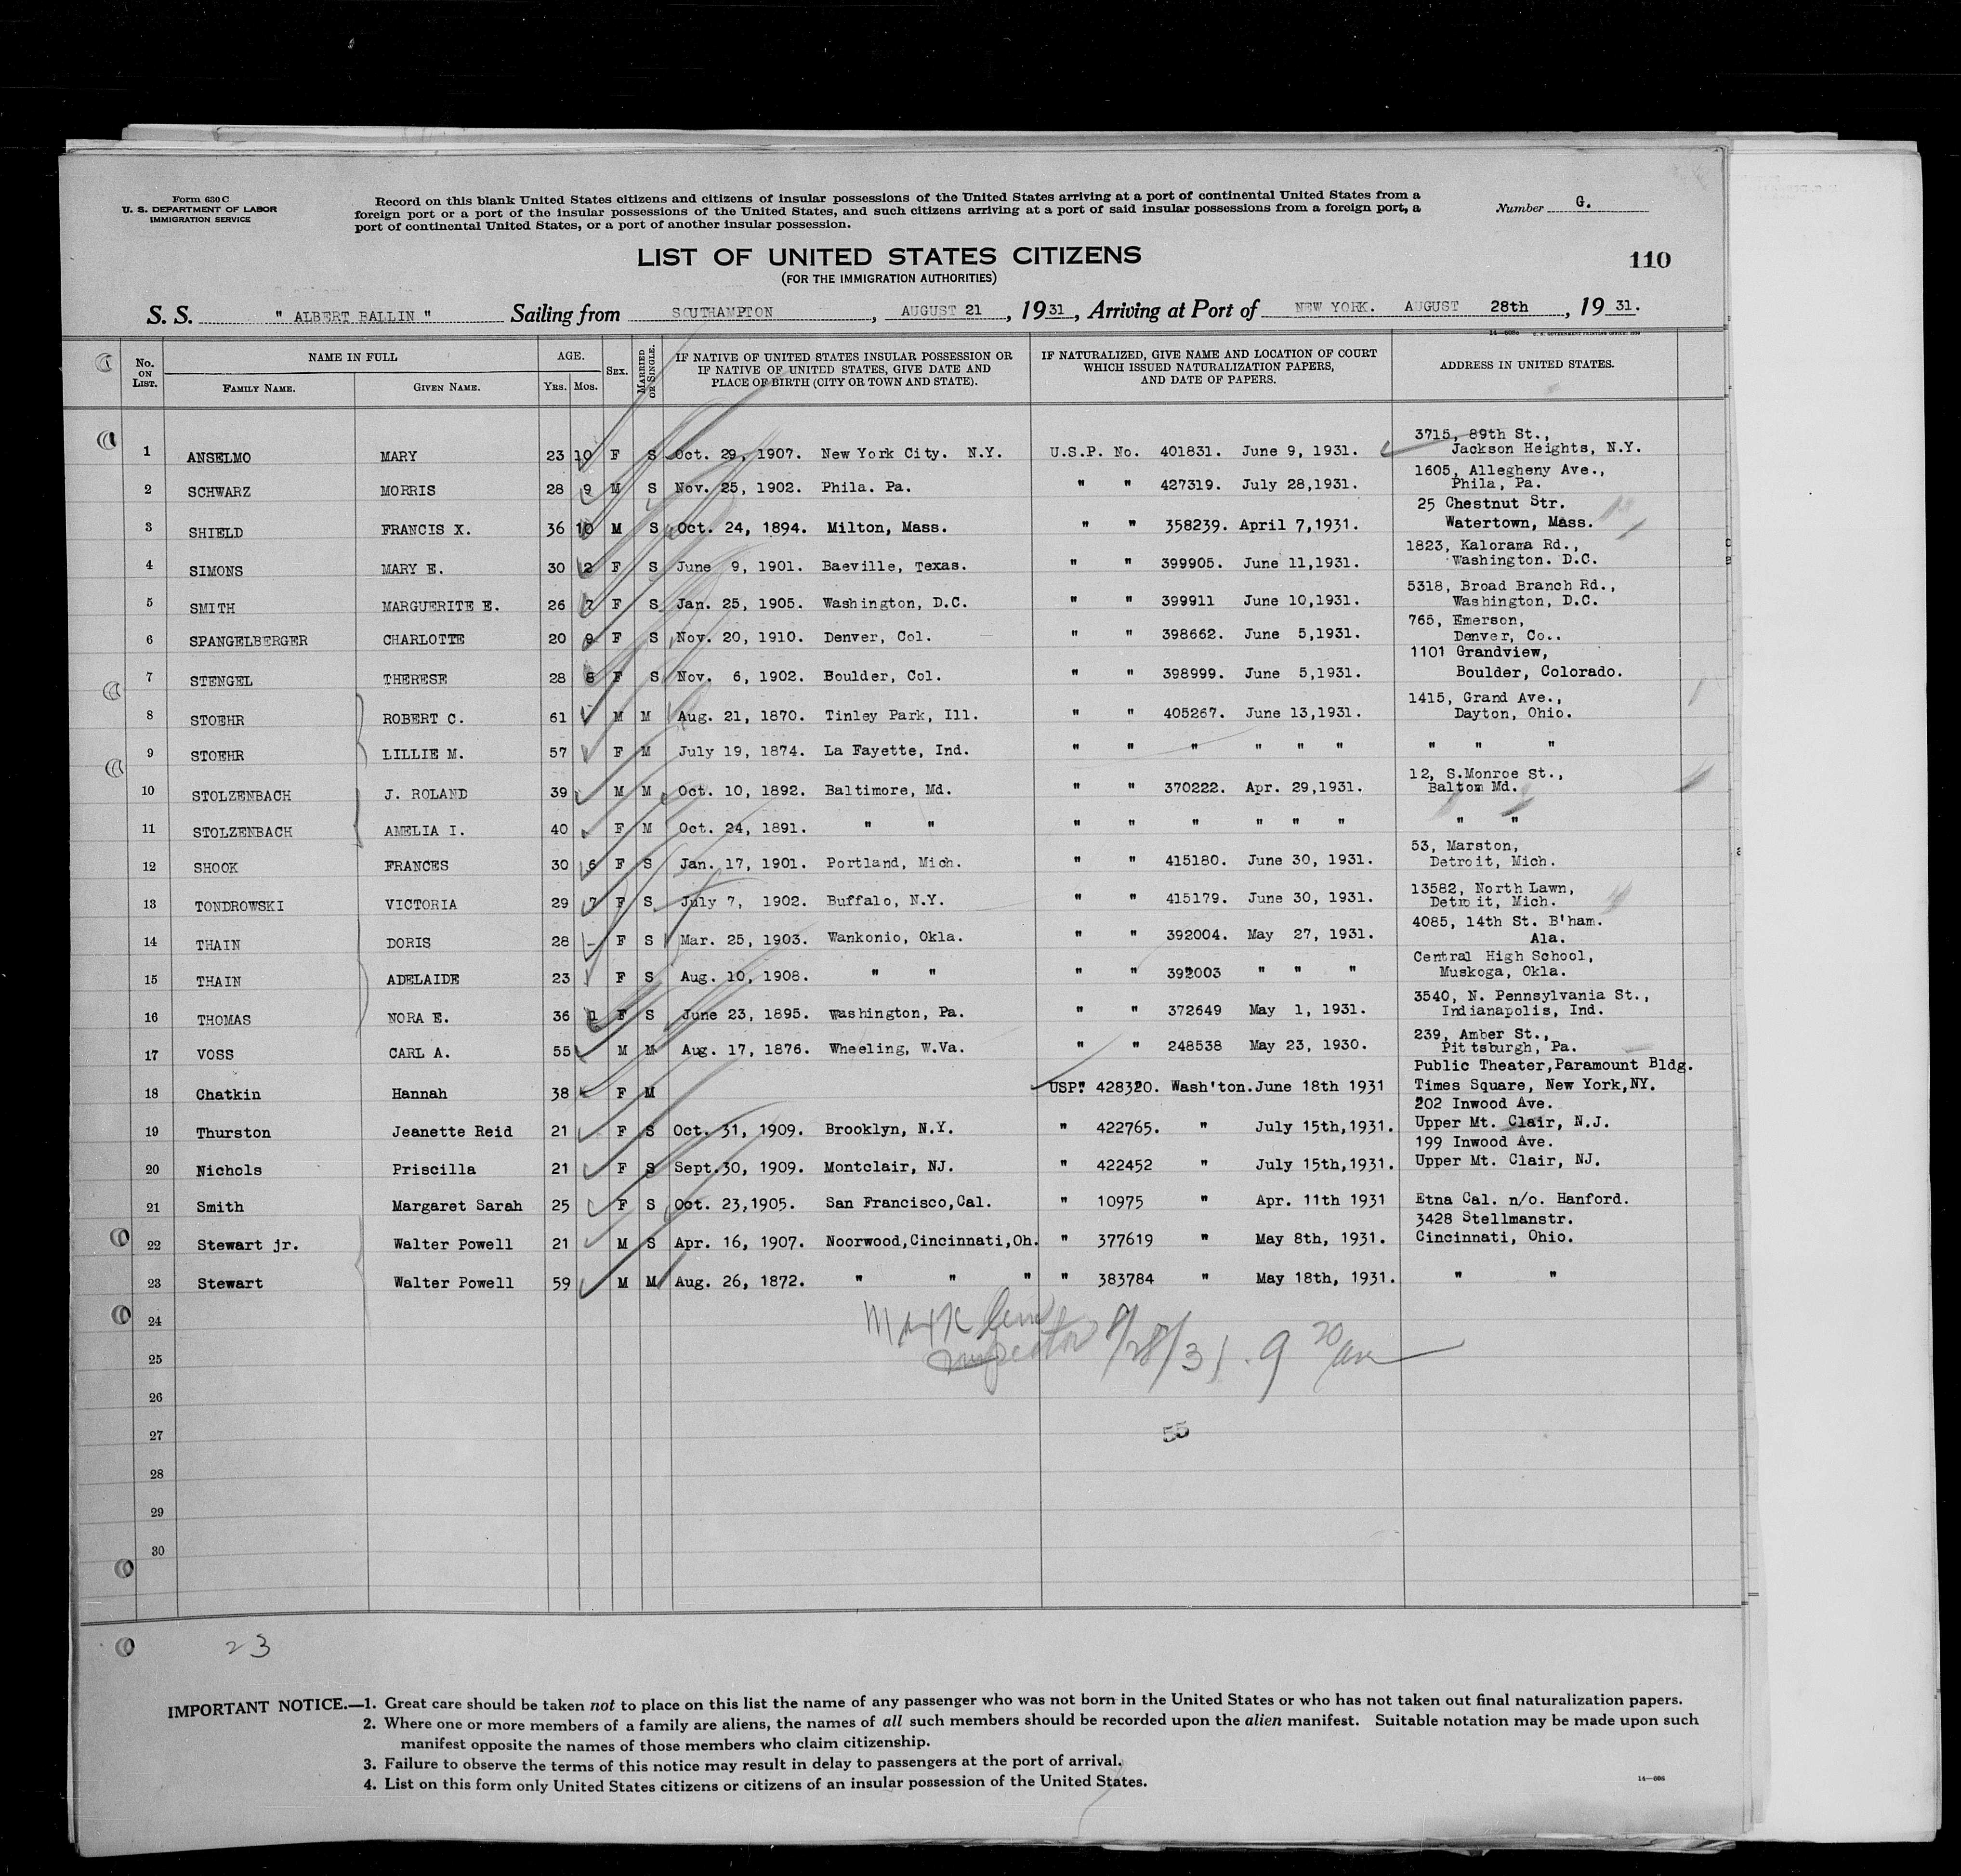 Form 630 C
U. S. DEPARTMENT OF LABOR
IMMIGRATION SERVICE
Record on this blank United States citizens and citizens of insular possessions of the United States arriving at a port of continental United States from a
foreign port or a port of the insular possessions of the United States, and such citizens arriving at a port of said insular possessions from a foreign port, a
port of continental United States, or a port of another insular possession.
Number G.
LIST OF UNITED STATES CITIZENS
(FOR THE IMMIGRATION AUTHORITIES)
110
S. S. " ALBERT BALLIN " Sailing from SOUTHAMPTON, AUGUST 21, 1931, Arriving at Port of NEW YORK. AUGUST 28th, 19 31.
No. ON LIST. NAME IN FULL FAMILY NAME. GIVEN NAME. AGE. YRS. MOS. SEX. MARRIED OR SINGLE. IF NATIVE OF UNITED STATES INSULAR POSSESSION OR IF NATIVE OF UNITED STATES, GIVE DATE AND PLACE OF BIRTH (CITY OR TOWN AND STATE). IF NATURALIZED, GIVE NAME AND LOCATION OF COURT WHICH ISSUED NATURALIZATION PAPERS, AND DATE OF PAPERS. ADDRESS IN UNITED STATES.
1 ANSELMO MARY 23 10 F S Oct. 29, 1907. New York City. N.Y. U.S.P. No. 401831. June 9, 1931. 3715, 89th St., Jackson Heights, N.Y.
2 SCHWARZ MORRIS 28 9 M S Nov. 25, 1902. Phila. Pa. " " 427319. July 28,1931. 1605, Allegheny Ave., Phila, Pa.
3 SHIELD FRANCIS X. 36 10 M S Oct. 24, 1894. Milton, Mass. " " 358239. April 7,1931. 25 Chestnut Str. Watertown, Mass.
4 SIMONS MARY E. 30 2 F S June 9, 1901. Baeville, Texas. " " 399905. June 11,1931. 1823, Kalorama Rd., Washington. D.C.
5 SMITH MARGUERITE E. 26 7 F S Jan. 25, 1905. Washington, D.C. " " 399911 June 10,1931. 5318, Broad Branch Rd., Washington, D.C.
6 SPANGELBERGER CHARLOTTE 20 9 F S Nov. 20, 1910. Denver, Col. " " 398662. June 5,1931. 765, Emerson, Denver, Co..
7 STENGEL THERESE 28 8 F S Nov. 6, 1902. Boulder, Col. " " 398999. June 5,1931. 1101 Grandview, Boulder, Colorado.
8 STOEHR ROBERT C. 61 M M Aug. 21, 1870. Tinley Park, Ill. " " 405267. June 13,1931. 1415, Grand Ave., Dayton, Ohio.
9 STOEHR LILLIE M. 57 F M July 19, 1874. La Fayette, Ind. " " " " " " " " "
10 STOLZENBACH J. ROLAND 39 M M Oct. 10, 1892. Baltimore, Md. " " 370222. Apr. 29,1931. 12, S.Monroe St., Baltom Md.
11 STOLZENBACH AMELIA I. 40 F M Oct. 24, 1891. " " " " " " " " " "
12 SHOOK FRANCES 30 6 F S Jan. 17, 1901. Portland, Mich. " " 415180. June 30, 1931. 53, Marston, Detroit, Mich.
13 TONDROWSKI VICTORIA 29 7 F S July 7, 1902. Buffalo, N.Y. " " 415179. June 30, 1931. 13582, North Lawn, Detroit, Mich.
14 THAIN DORIS 28 - F S Mar. 25, 1903. Wankonio, Okla. " " 392004. May 27, 1931. 4085, 14th St. B'ham. Ala.
15 THAIN ADELAIDE 23 F S Aug. 10, 1908. " " " " 392003 " " " Central High School, Muskoga, Okla.
16 THOMAS NORA E. 36 1 F S June 23, 1895. Washington, Pa. " " 372649 May 1, 1931. 3540, N. Pennsylvania St., Indianapolis, Ind.
17 VOSS CARL A. 55 M M Aug. 17, 1876. Wheeling, W.Va. " " 248538 May 23, 1930. 239, Amber St., Pittsburgh, Pa.
18 Chatkin Hannah 38 F M USP. 428320. Wash'ton. June 18th 1931 Public Theater,Paramount Bldg. Times Square, New York,NY.
19 Thurston Jeanette Reid 21 F S Oct. 31, 1909. Brooklyn, N.Y. " 422765. " July 15th,1931. 202 Inwood Ave. Upper Mt. Clair, N.J.
20 Nichols Priscilla 21 F S Sept.30, 1909. Montclair, NJ. " 422452 " July 15th,1931. 199 Inwood Ave. Upper Mt. Clair, NJ.
21 Smith Margaret Sarah 25 F S Oct. 23,1905. San Francisco,Cal. " 10975 " Apr. 11th 1931 Etna Cal. n/o. Hanford.
22 Stewart jr. Walter Powell 21 M S Apr. 16, 1907. Noorwood,Cincinnati,Oh. " 377619 " May 8th, 1931. 3428 Stellmanstr. Cincinnati, Ohio.
23 Stewart Walter Powell 59 M M Aug. 26, 1872. " " " " 383784 " May 18th, 1931. " "
24
25
Inspector 8/28/31. 9 20 am
26
27
55
28
29
30
23
IMPORTANT NOTICE.—1. Great care should be taken not to place on this list the name of any passenger who was not born in the United States or who has not taken out final naturalization papers.
2. Where one or more members of a family are aliens, the names of all such members should be recorded upon the alien manifest. Suitable notation may be made upon such
manifest opposite the names of those members who claim citizenship.
3. Failure to observe the terms of this notice may result in delay to passengers at the port of arrival.
4. List on this form only United States citizens or citizens of an insular possession of the United States.